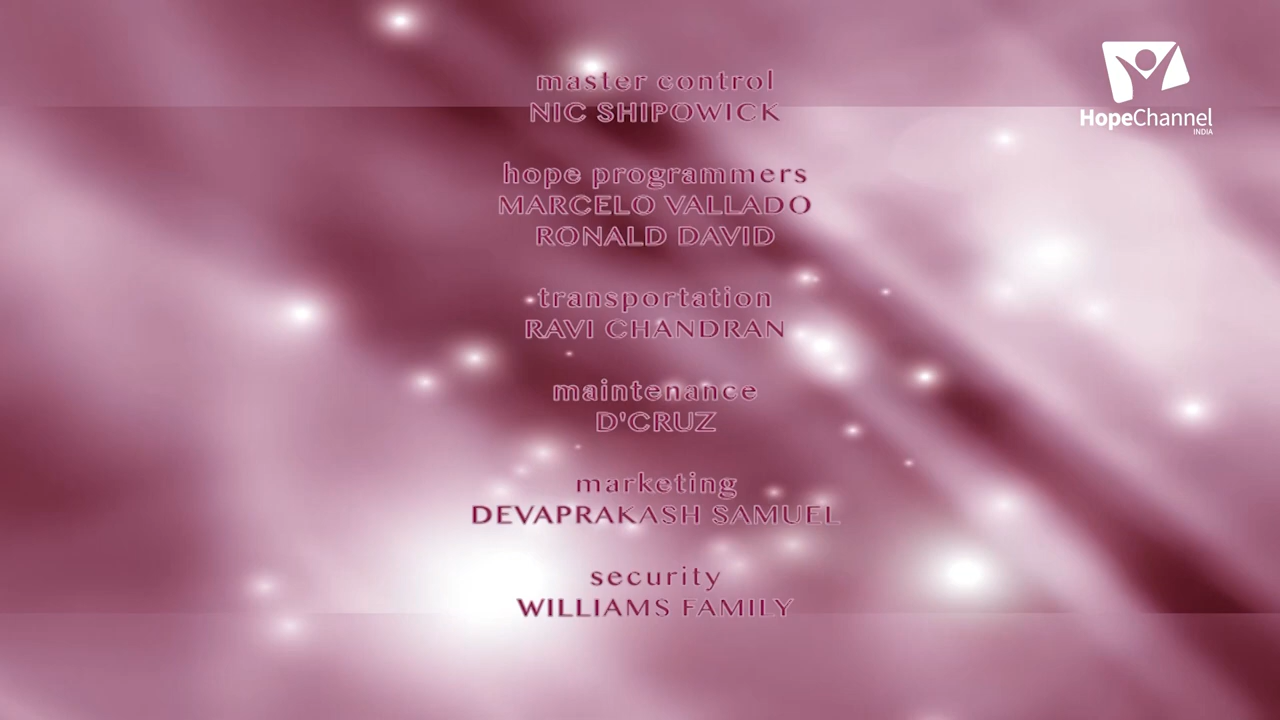 master control
NIC SHIPOWICK
hope programmers
MARCELO VALLADO
RONALD DAVID
transportation
RAVI CHANDRAN
maintenance
D'CRUZ
marketing
DEVAPRAKASH SAMUEL
security
WILLIAMS FAMILY
HopeChannel
INDIA